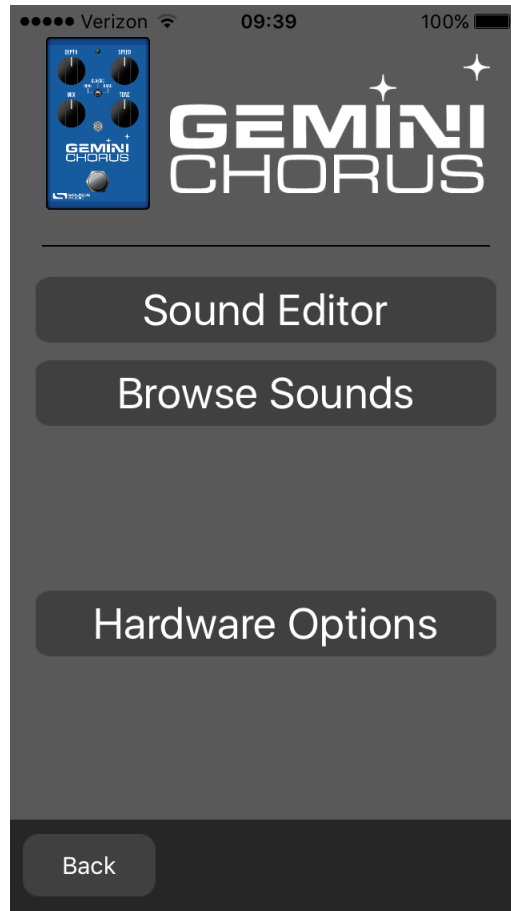 Verizon 09:39 100%
DEPTH SPEED
MIX TONE
GEMINI
CHORUS
GEMINI
CHORUS
Sound Editor
Browse Sounds
Hardware Options
Back